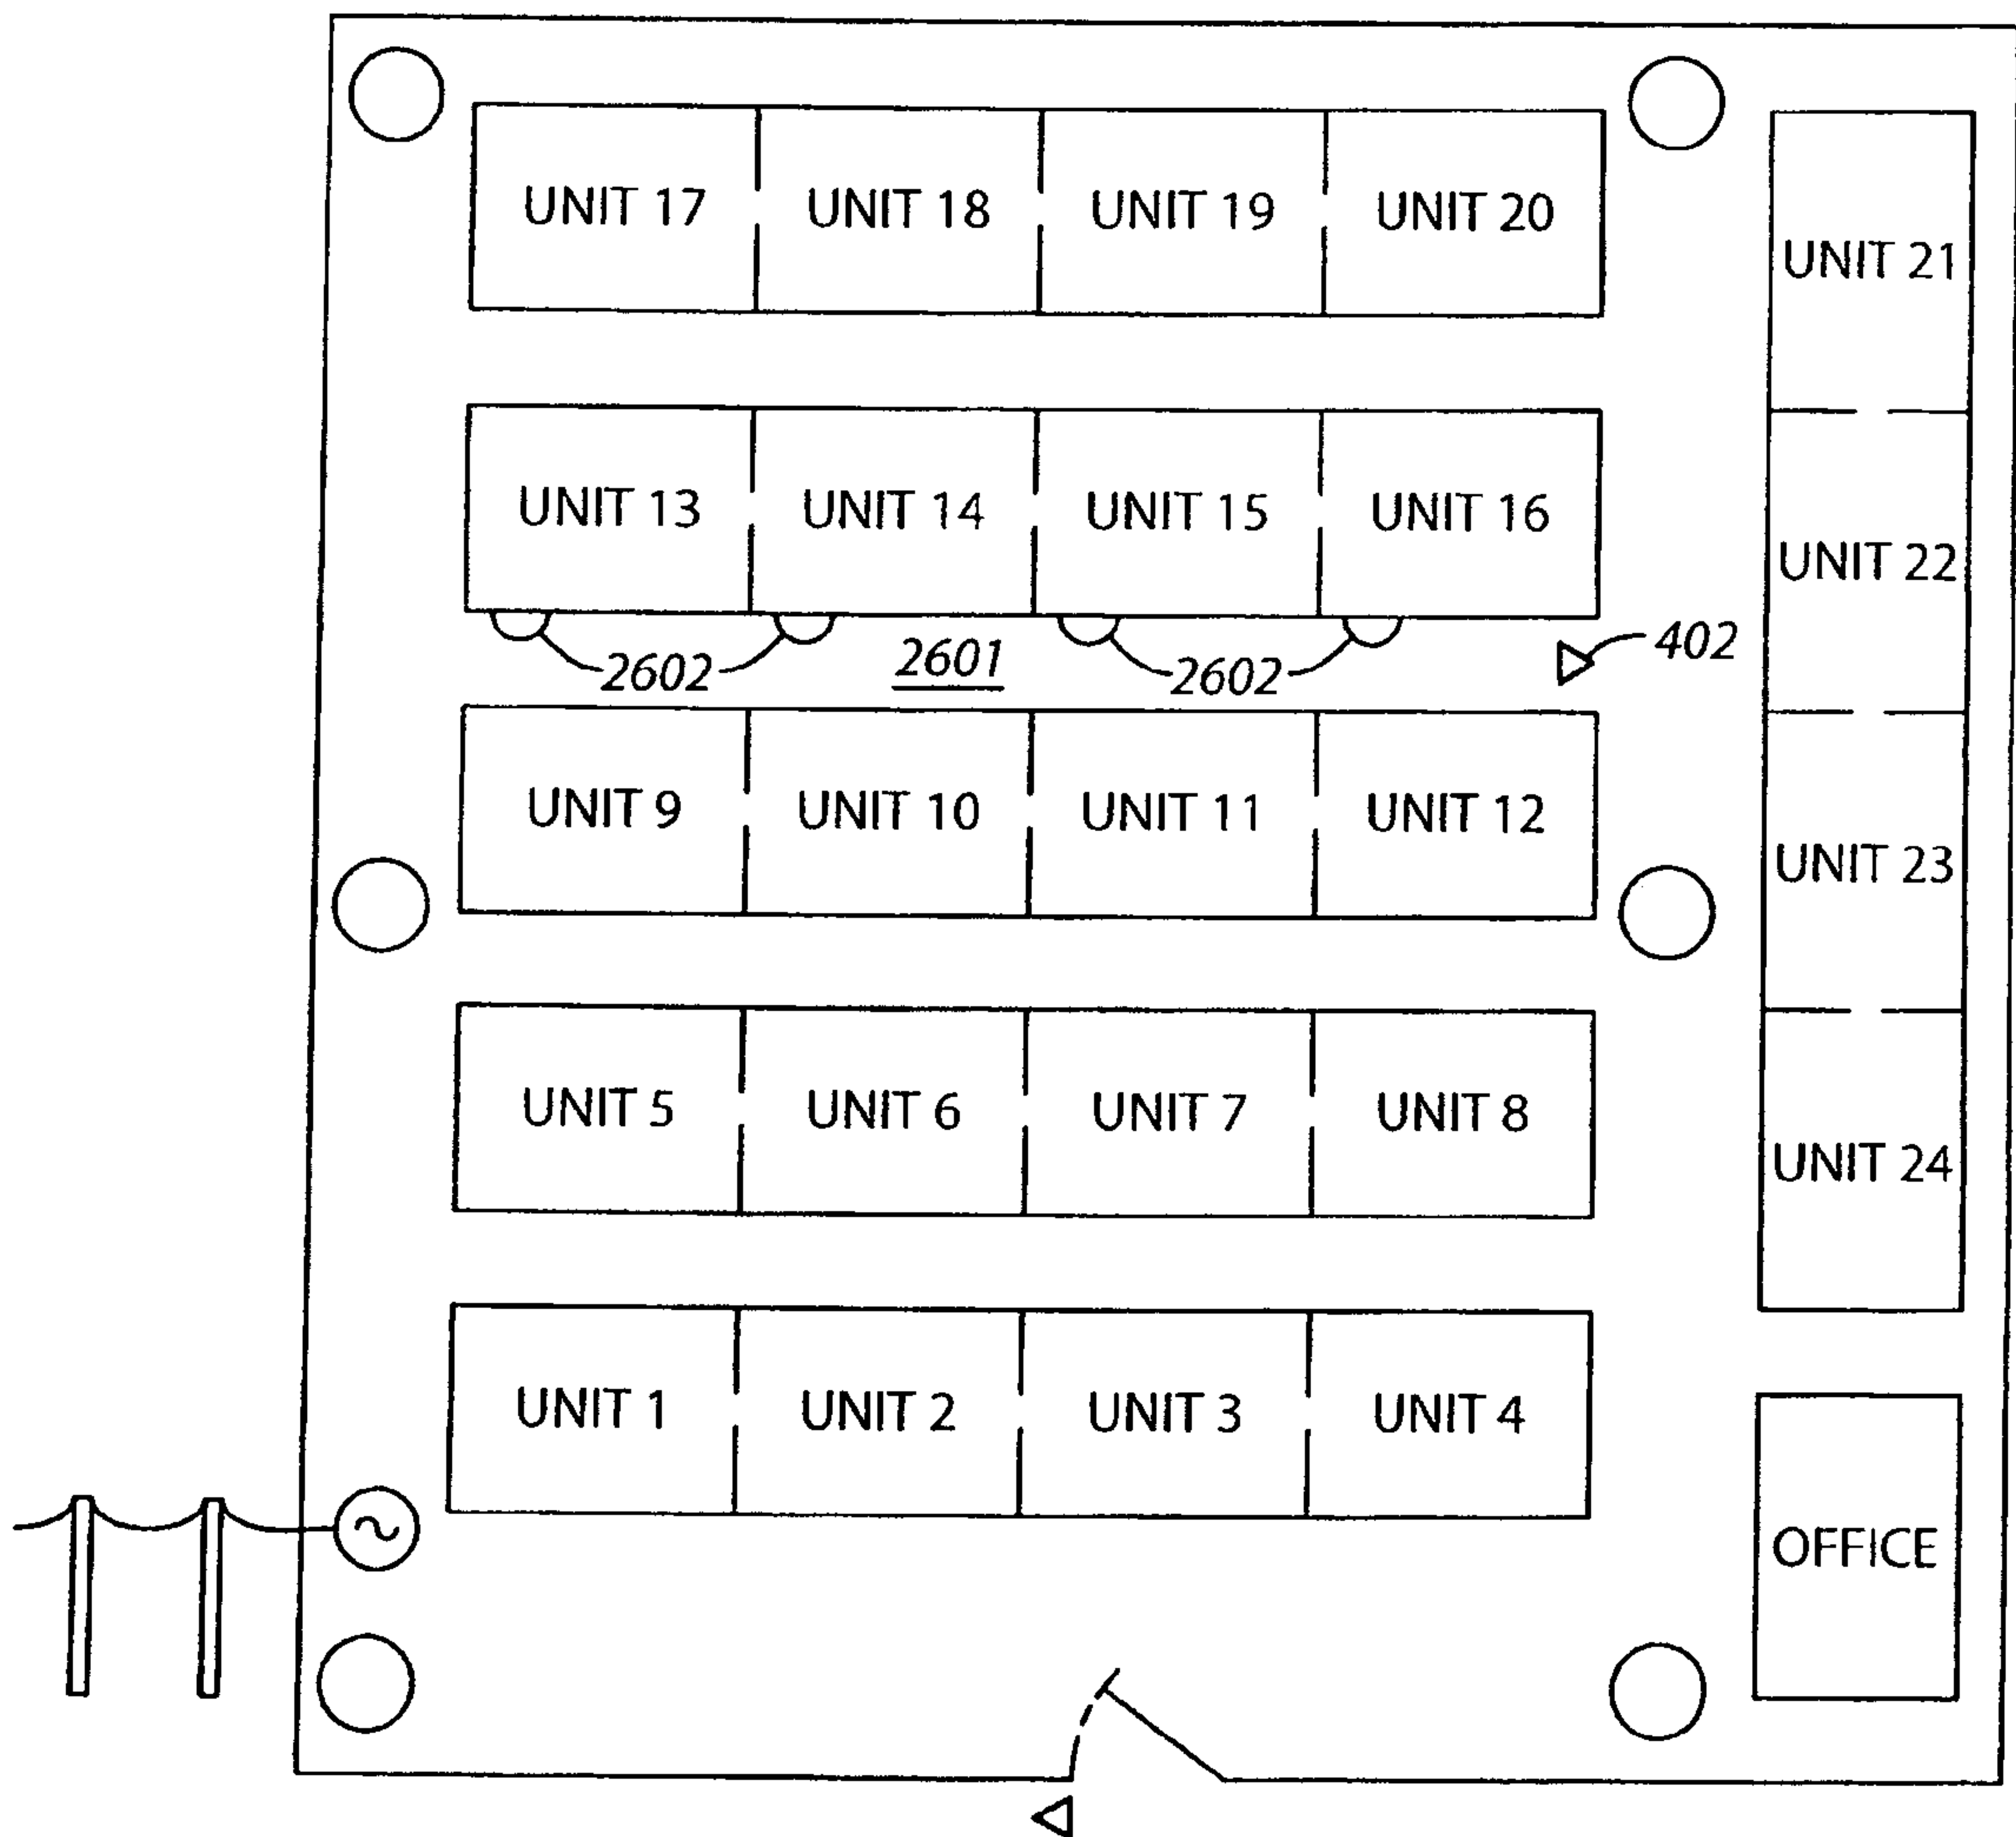 UNIT 17 UNIT 18 UNIT 19 UNIT 20
UNIT 21
UNIT 13 UNIT 14 UNIT 15 UNIT 16
UNIT 22
2602 2601 2602 402
UNIT 9 UNIT 10 UNIT 11 UNIT 12
UNIT 23
UNIT 5 UNIT 6 UNIT 7 UNIT 8
UNIT 24
UNIT 1 UNIT 2 UNIT 3 UNIT 4
OFFICE